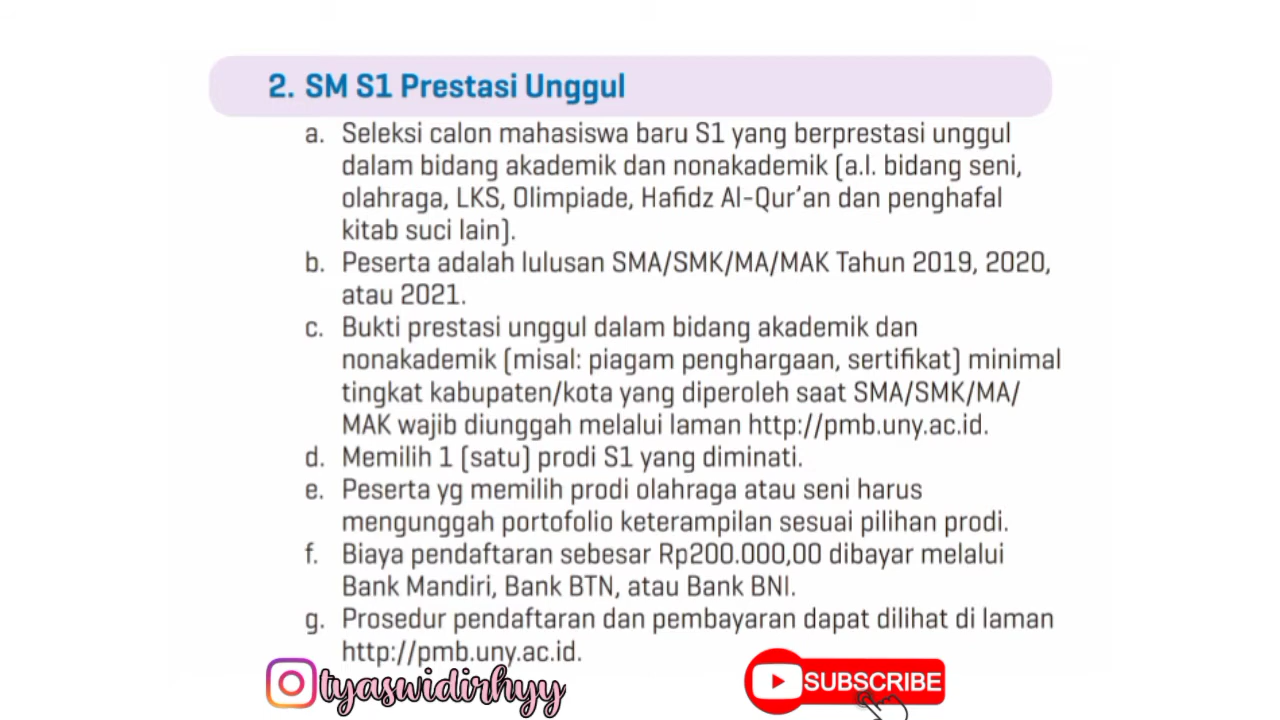 2. SM S1 Prestasi Unggul
a. Seleksi calon mahasiswa baru S1 yang berprestasi unggul
dalam bidang akademik dan nonakademik (a.l. bidang seni,
olahraga, LKS, Olimpiade, Hafidz Al-Qur'an dan penghafal
kitab suci lain).
b. Peserta adalah lulusan SMA/SMK/MA/MAK Tahun 2019, 2020,
atau 2021.
c. Bukti prestasi unggul dalam bidang akademik dan
nonakademik (misal: piagam penghargaan, sertifikat) minimal
tingkat kabupaten/kota yang diperoleh saat SMA/SMK/MA/
MAK wajib diunggah melalui laman http://pmb.uny.ac.id.
d. Memilih 1 (satu) prodi S1 yang diminati.
e. Peserta yg memilih prodi olahraga atau seni harus
mengunggah portofolio keterampilan sesuai pilihan prodi.
f. Biaya pendaftaran sebesar Rp200.000,00 dibayar melalui
Bank Mandiri, Bank BTN, atau Bank BNI.
g. Prosedur pendaftaran dan pembayaran dapat dilihat di laman
http://pmb.uny.ac.id.
tyaswidirhyy
SUBSCRIBE